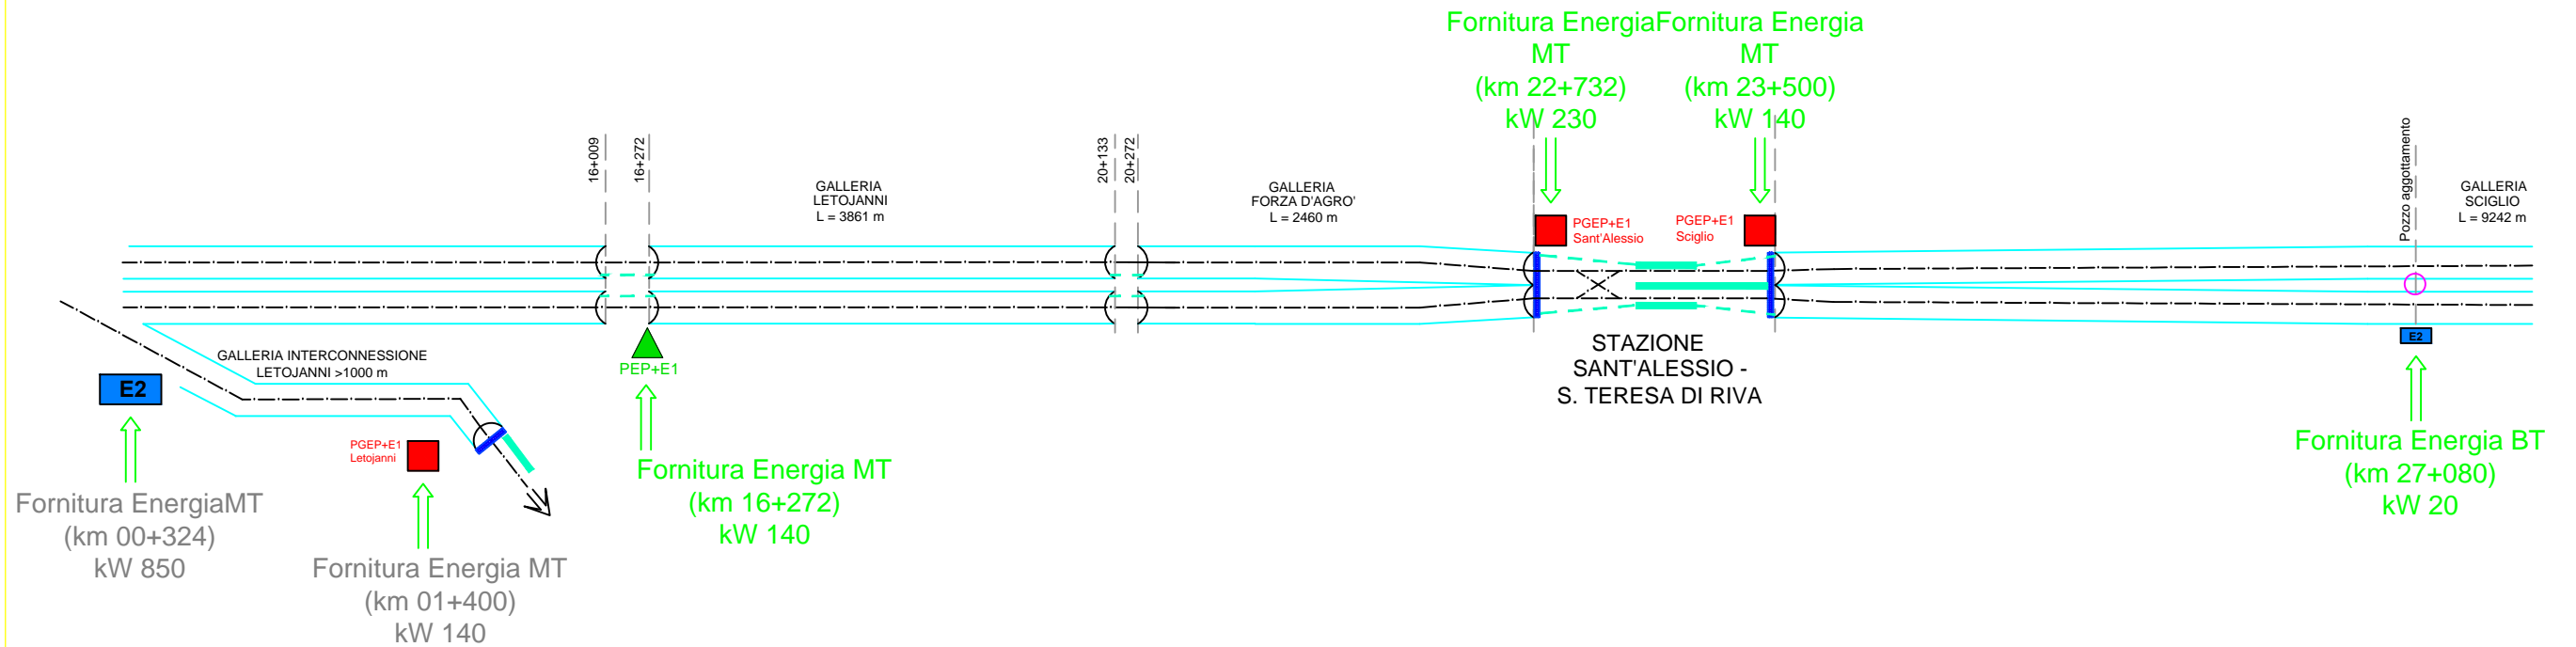 Fornitura Energia
MT
(km 22+732)
kW 230
Fornitura Energia
MT
(km 23+500)
kW 140
16+009
16+272
20+133
20+272
Pozzo aggottamento
GALLERIA
LETOJANNI
L = 3861 m
GALLERIA
FORZA D'AGRO'
L = 2460 m
GALLERIA
SCIGLIO
L = 9242 m
PGEP+E1
Sant'Alessio
PGEP+E1
Sciglio
STAZIONE
SANT'ALESSIO -
S. TERESA DI RIVA
E2
GALLERIA INTERCONNESSIONE
LETOJANNI >1000 m
PEP+E1
E2
PGEP+E1
Letojanni
Fornitura EnergiaMT
(km 00+324)
kW 850
Fornitura Energia MT
(km 01+400)
kW 140
Fornitura Energia MT
(km 16+272)
kW 140
Fornitura Energia BT
(km 27+080)
kW 20